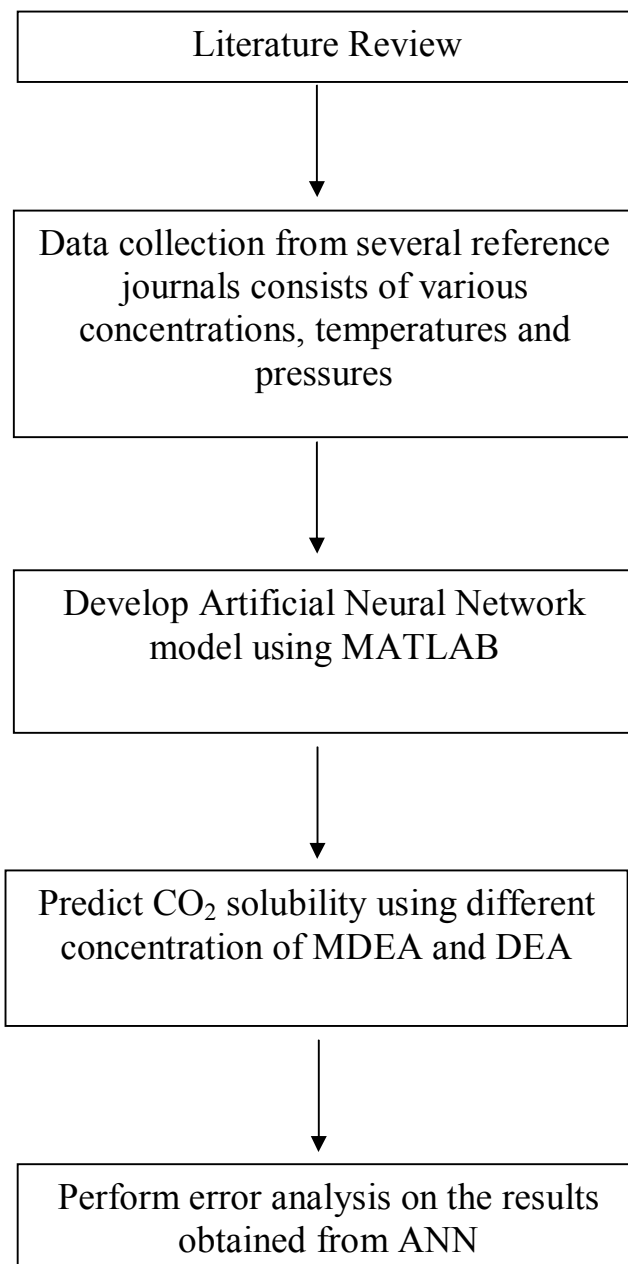 Literature Review
Data collection from several reference
journals consists of various
concentrations, temperatures and
pressures
Develop Artificial Neural Network
model using MATLAB
Predict CO₂ solubility using different
concentration of MDEA and DEA
Perform error analysis on the results
obtained from ANN